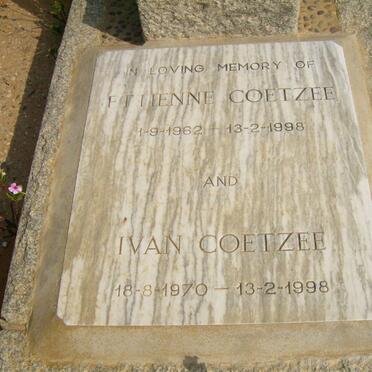 IN LOVING MEMORY OF
ETTIENNE COETZEE
1-9-1962 - 13-2-1998
AND
IVAN COETZEE
18-8-1970 - 13-2-1998